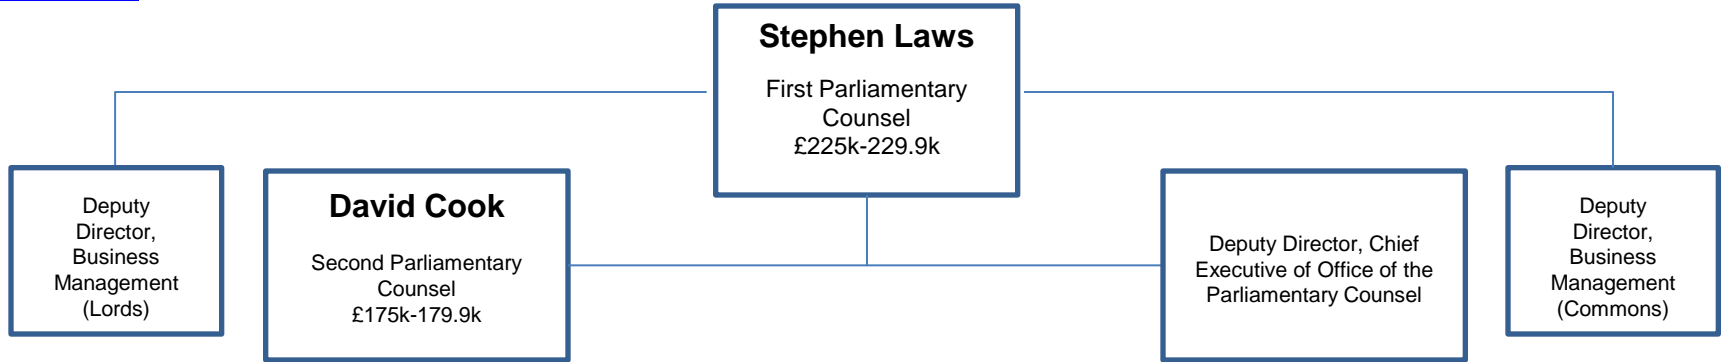 Stephen Laws
First Parliamentary
Counsel
£225k-229.9k
Deputy
Director,
Business
Management
(Lords)
David Cook
Second Parliamentary
Counsel
£175k-179.9k
Deputy Director, Chief
Executive of Office of the
Parliamentary Counsel
Deputy
Director,
Business
Management
(Commons)